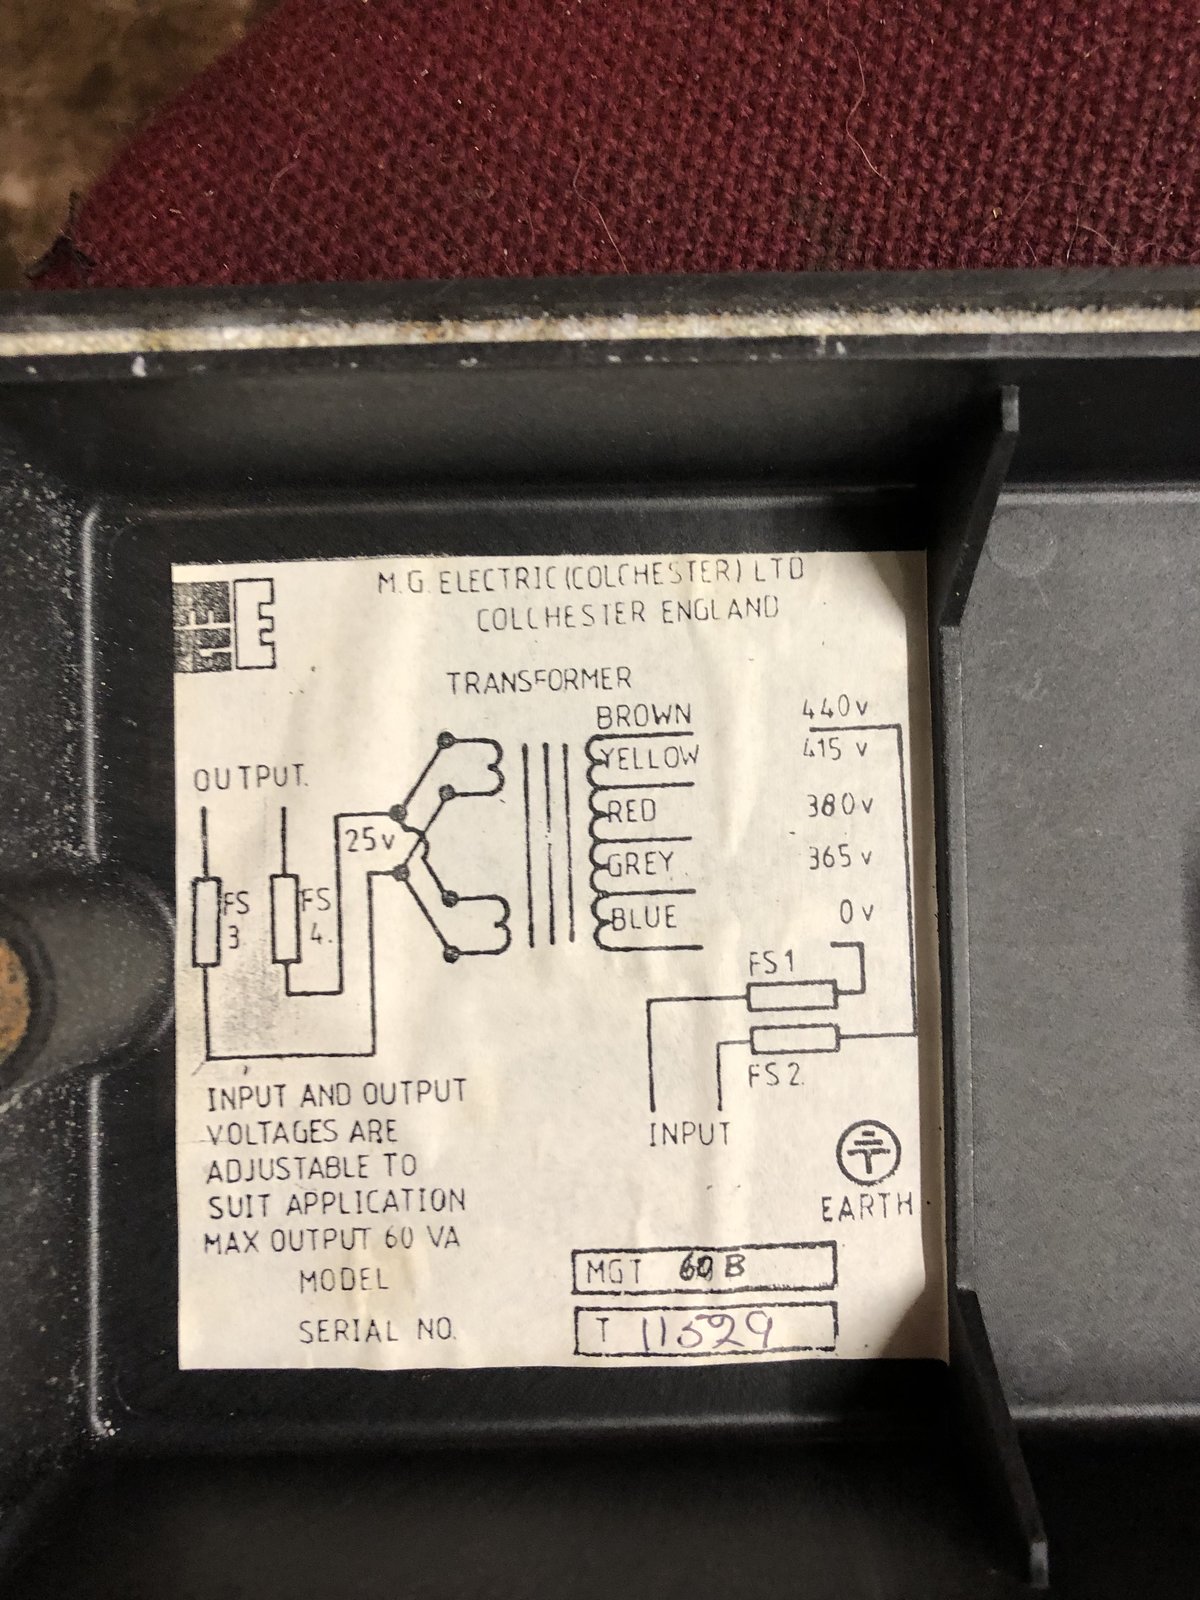 M.G. ELECTRIC (COLCHESTER) LTD
COLCHESTER ENGLAND
TRANSFORMER
BROWN 440v
YELLOW 415 v
RED 380v
GREY 365 v
BLUE 0v
OUTPUT.
25v
FS 3
FS 4.
FS1
FS2.
INPUT
EARTH
INPUT AND OUTPUT
VOLTAGES ARE
ADJUSTABLE TO
SUIT APPLICATION
MAX OUTPUT 60 VA
MODEL MGT 60 B
SERIAL NO. T 11529